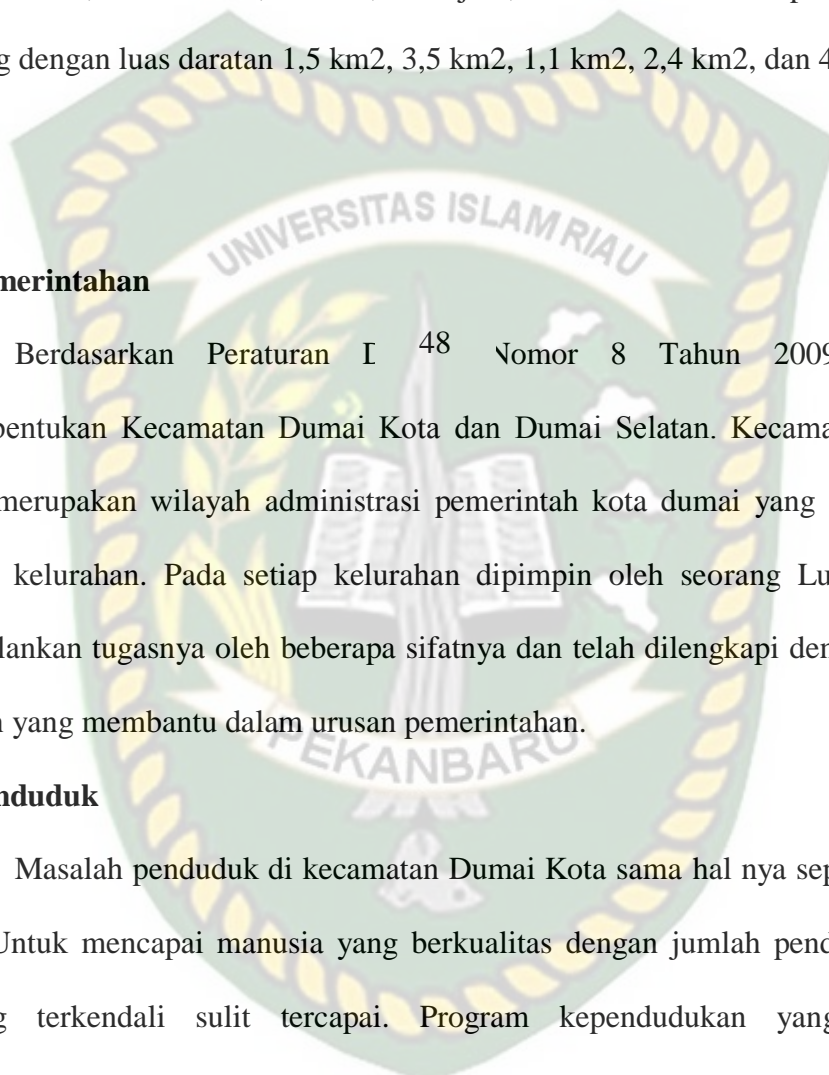 g dengan luas daratan 1,5 km2, 3,5 km2, 1,1 km2, 2,4 km2, dan 4
UNIVERSITAS ISLAM RIAU
merintahan
Berdasarkan Peraturan 48 Nomor 8 Tahun 2009
bentukan Kecamatan Dumai Kota dan Dumai Selatan. Kecama
merupakan wilayah administrasi pemerintah kota dumai yang
kelurahan. Pada setiap kelurahan dipimpin oleh seorang Lu
lankan tugasnya oleh beberapa sifatnya dan telah dilengkapi der
yang membantu dalam urusan pemerintahan.
PEKANBARU
nduduk
Masalah penduduk di kecamatan Dumai Kota sama hal nya sep
Untuk mencapai manusia yang berkualitas dengan jumlah pend
g terkendali sulit tercapai. Program kependudukan yang